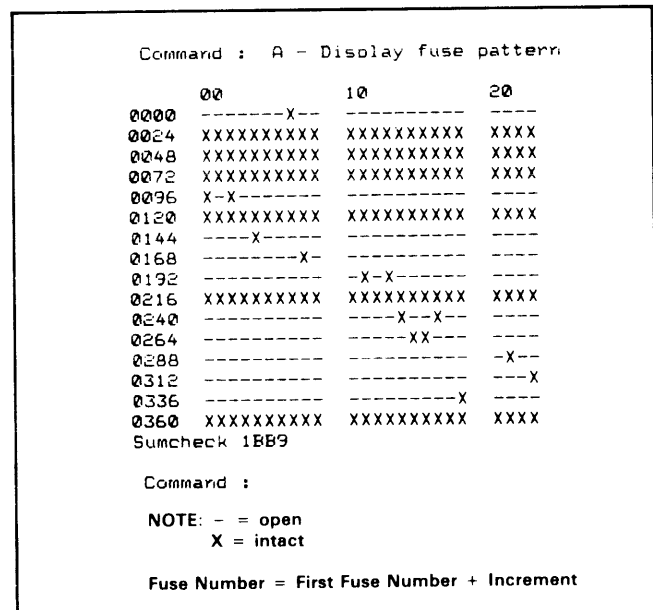 Command : A - Display fuse pattern
00 10 20
0000 -------X-- ---------- ----
0024 XXXXXXXXXX XXXXXXXXXX XXXX
0048 XXXXXXXXXX XXXXXXXXXX XXXX
0072 XXXXXXXXXX XXXXXXXXXX XXXX
0096 X-X------- ---------- ----
0120 XXXXXXXXXX XXXXXXXXXX XXXX
0144 ----X----- ---------- ----
0168 --------X- ---------- ----
0192 ---------- -X-X------ ----
0216 XXXXXXXXXX XXXXXXXXXX XXXX
0240 ---------- ----X--X-- ----
0264 ---------- -----XX--- ----
0288 ---------- ---------- -X--
0312 ---------- ---------- ---X
0336 ---------- ---------X ----
0360 XXXXXXXXXX XXXXXXXXXX XXXX
Sumcheck 1BB9
Command :
NOTE: - = open
X = intact
Fuse Number = First Fuse Number + Increment